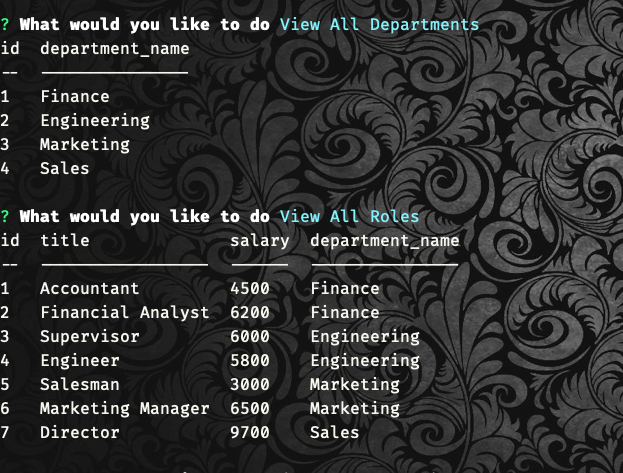 ? What would you like to do View All Departments
id  department_name
--  ---------------
1   Finance
2   Engineering
3   Marketing
4   Sales
? What would you like to do View All Roles
id  title              salary  department_name
--  -----------------  ------  ---------------
1   Accountant         4500    Finance
2   Financial Analyst  6200    Finance
3   Supervisor         6000    Engineering
4   Engineer           5800    Engineering
5   Salesman           3000    Marketing
6   Marketing Manager  6500    Marketing
7   Director           9700    Sales